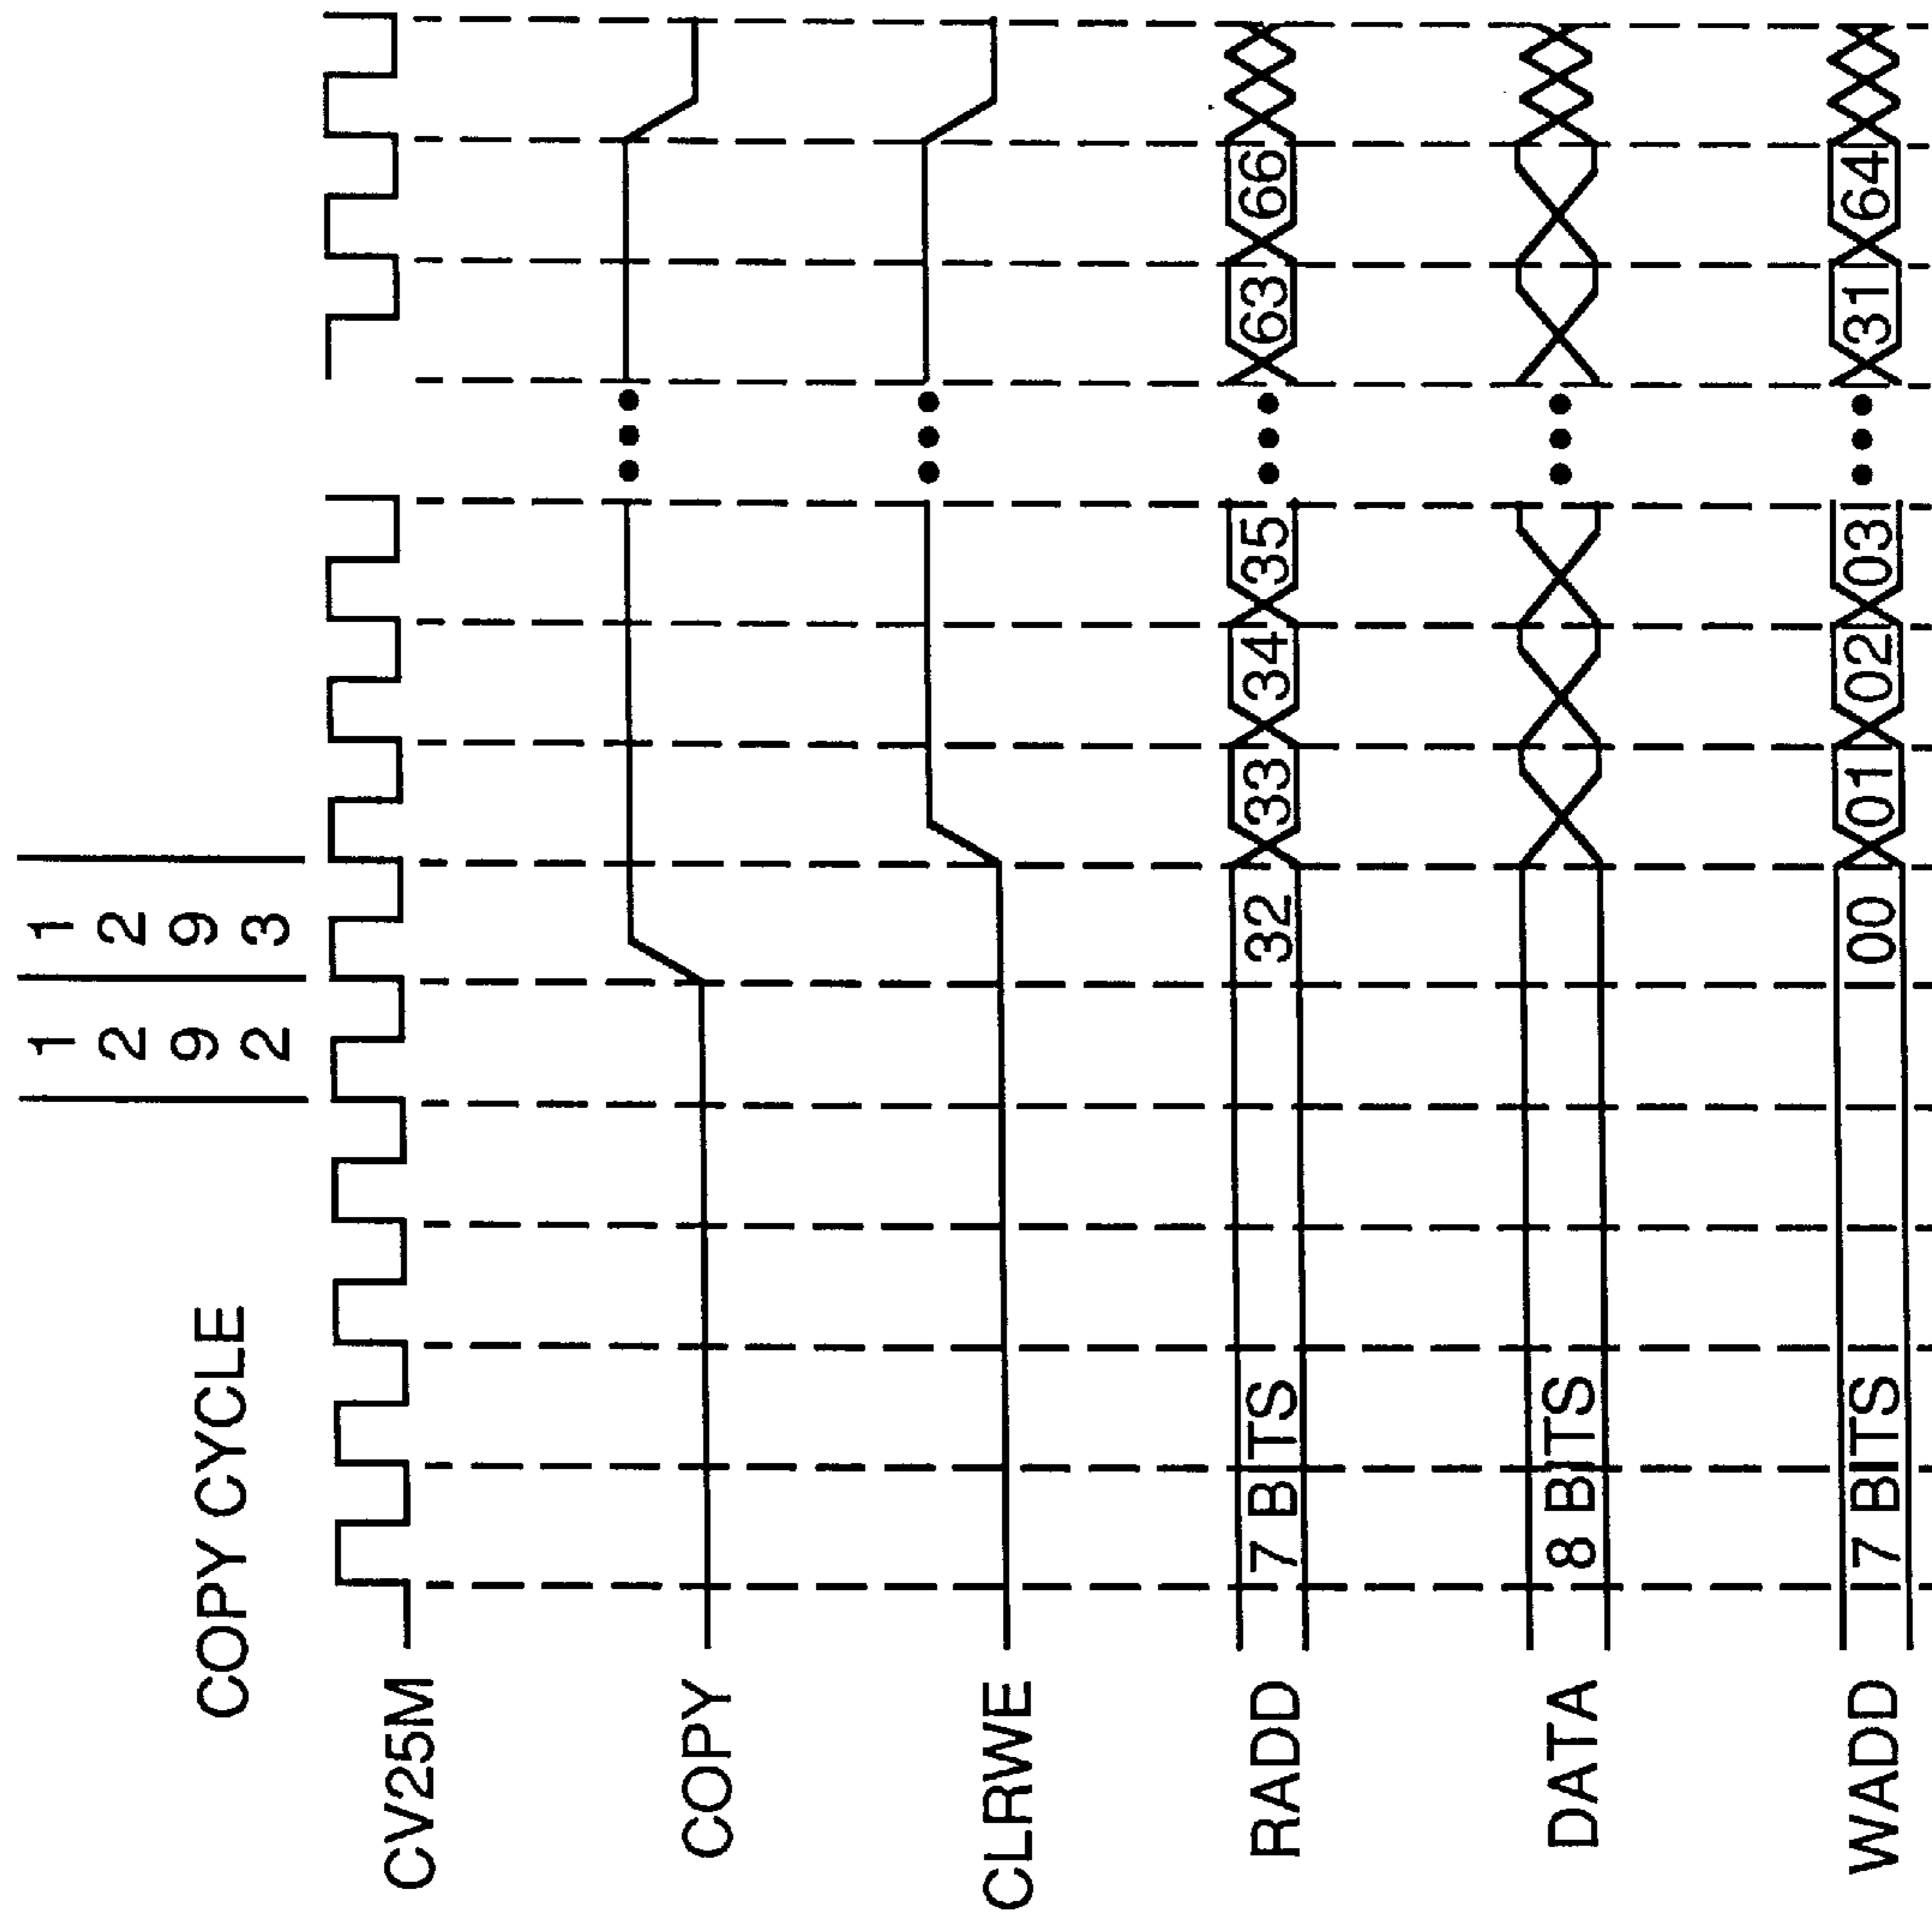 1292 1293
COPY CYCLE
CV25M
COPY
CLRWE
RADD 7 BITS 32 33 34 35 63 66
DATA 8 BITS
WADD 7 BITS 00 01 02 03 31 64